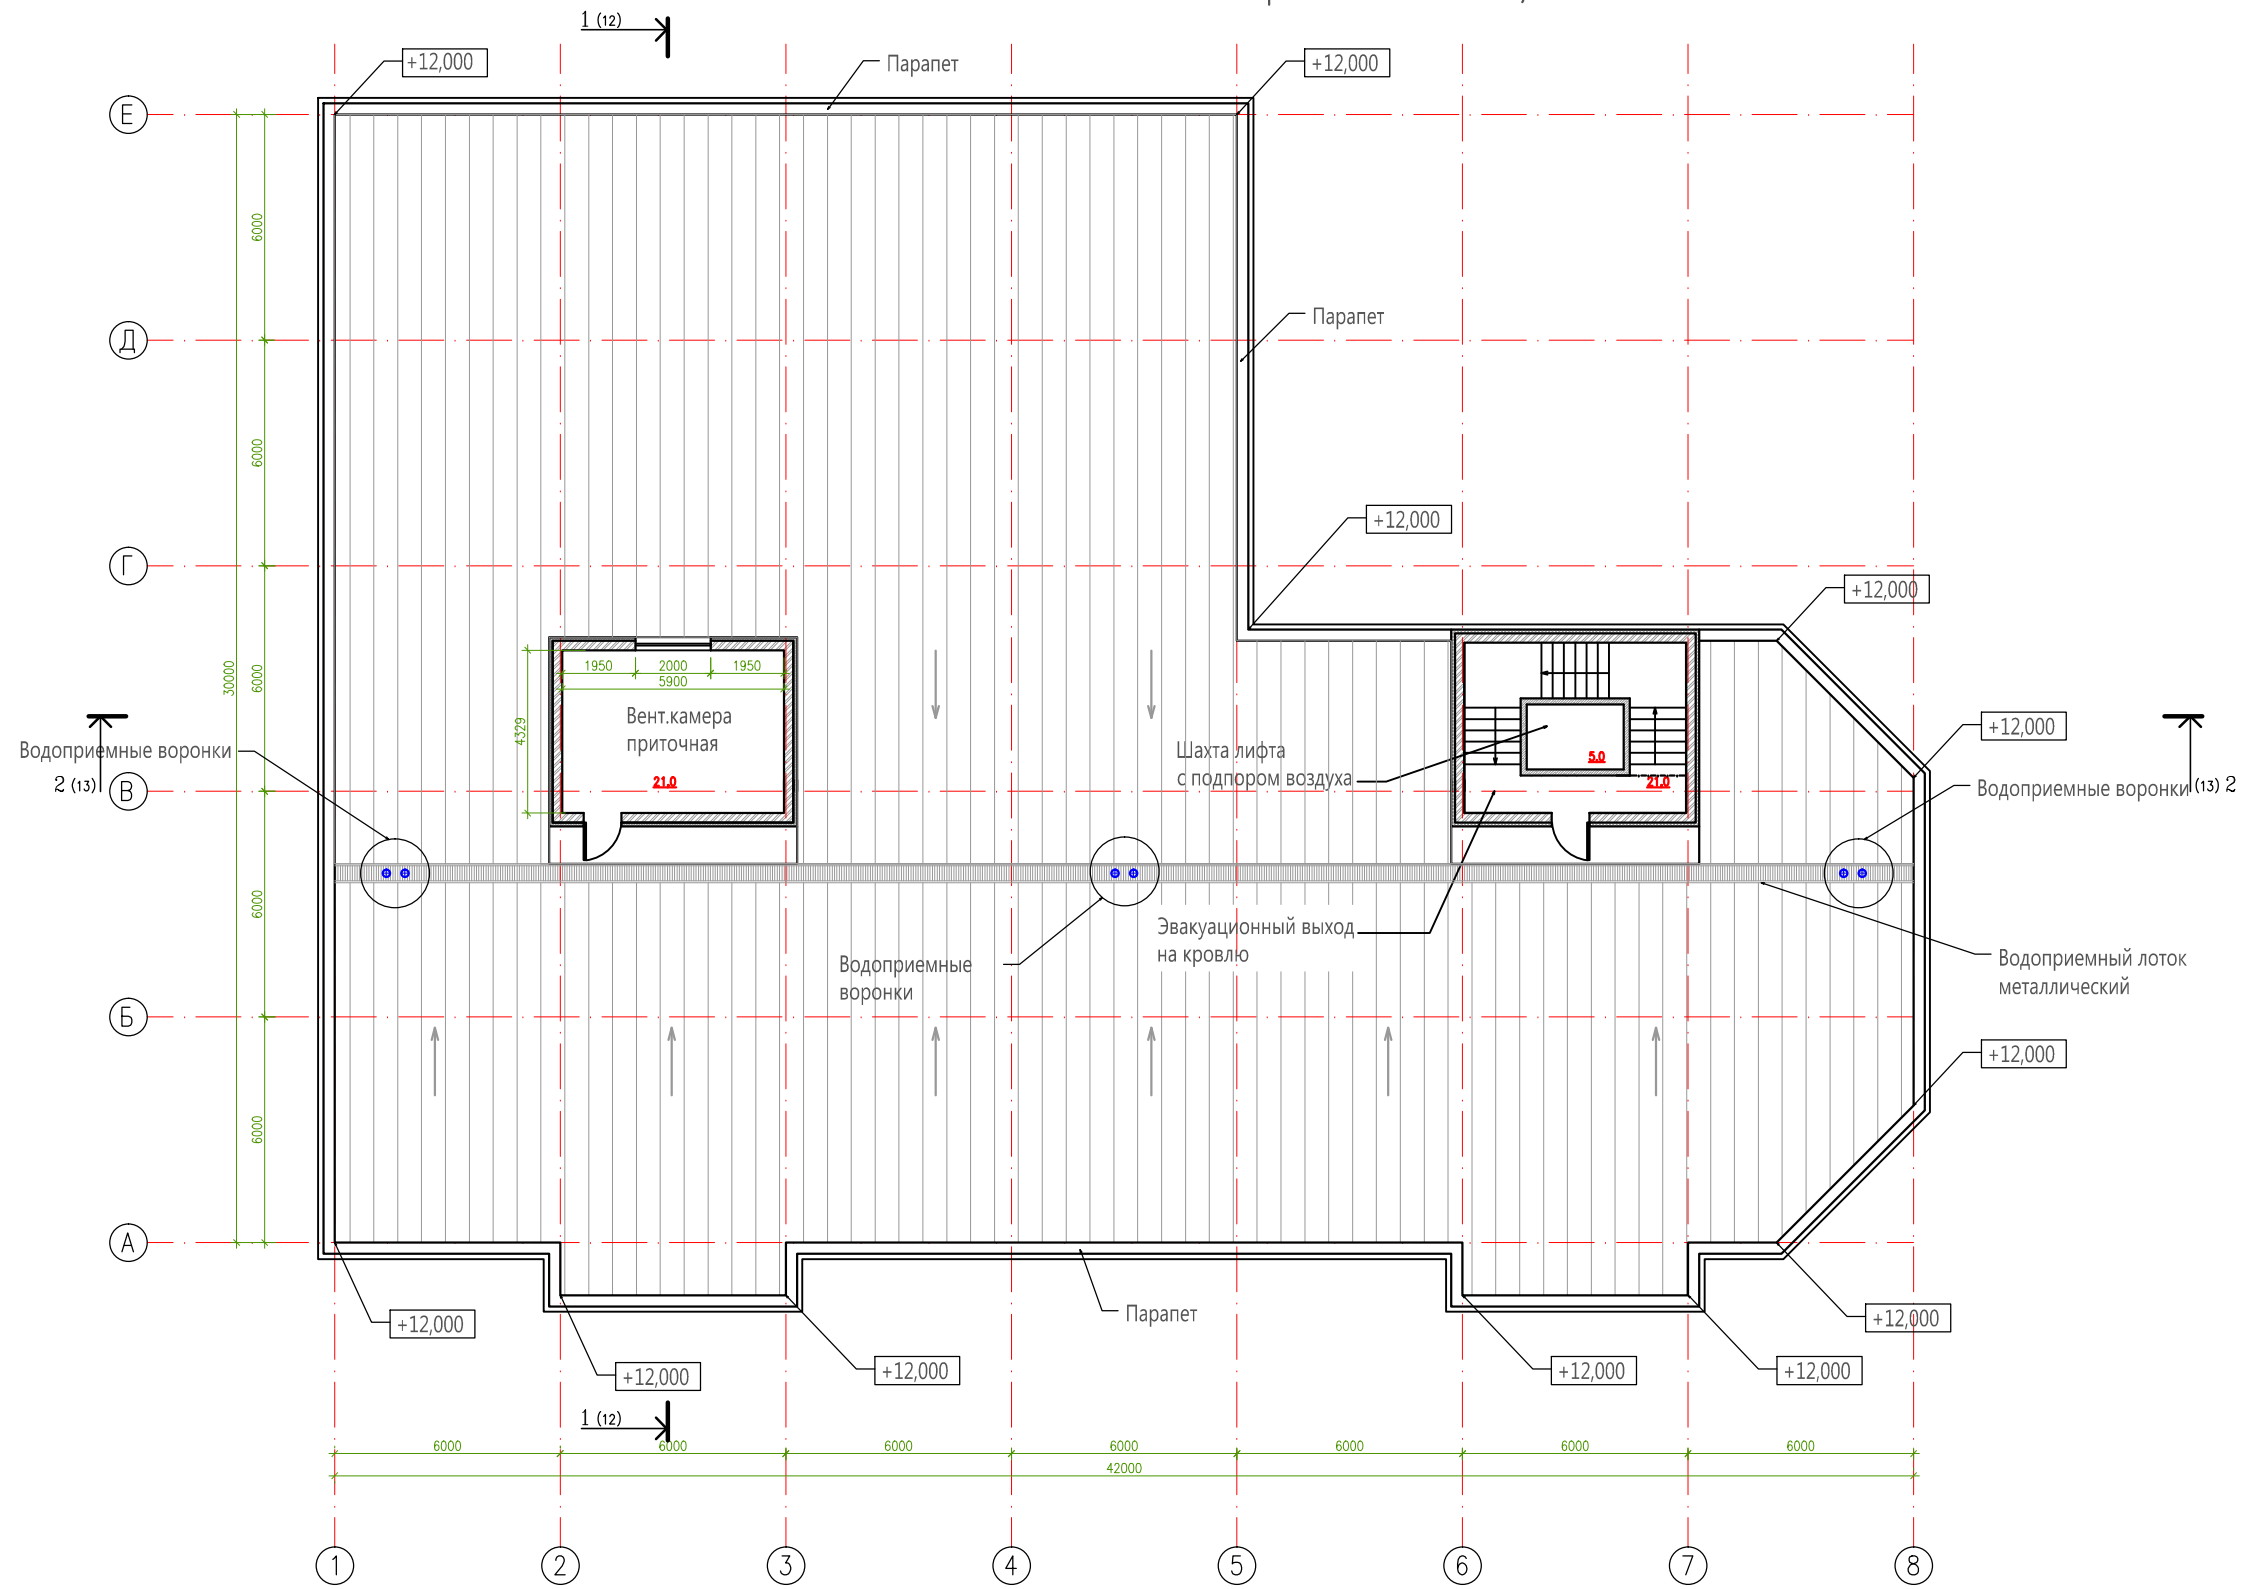 1 (12)
+12,000
Парапет
+12,000
Е
6000
Парапет
Д
6000
+12,000
Г
+12,000
30000
6000
1950
2000
1950
5900
4329
Вент.камера
приточная
21.0
+12,000
Водоприемные воронки
2 (13)
Шахта лифта
с подпором воздуха
5.0
21.0
Водоприемные воронки
(13) 2
В
6000
Эвакуационный выход
на кровлю
Водоприемные
воронки
Водоприемный лоток
металлический
Б
+12,000
6000
А
+12,000
Парапет
+12,000
+12,000
+12,000
+12,000
+12,000
1 (12)
6000
6000
6000
6000
6000
6000
6000
42000
1
2
3
4
5
6
7
8